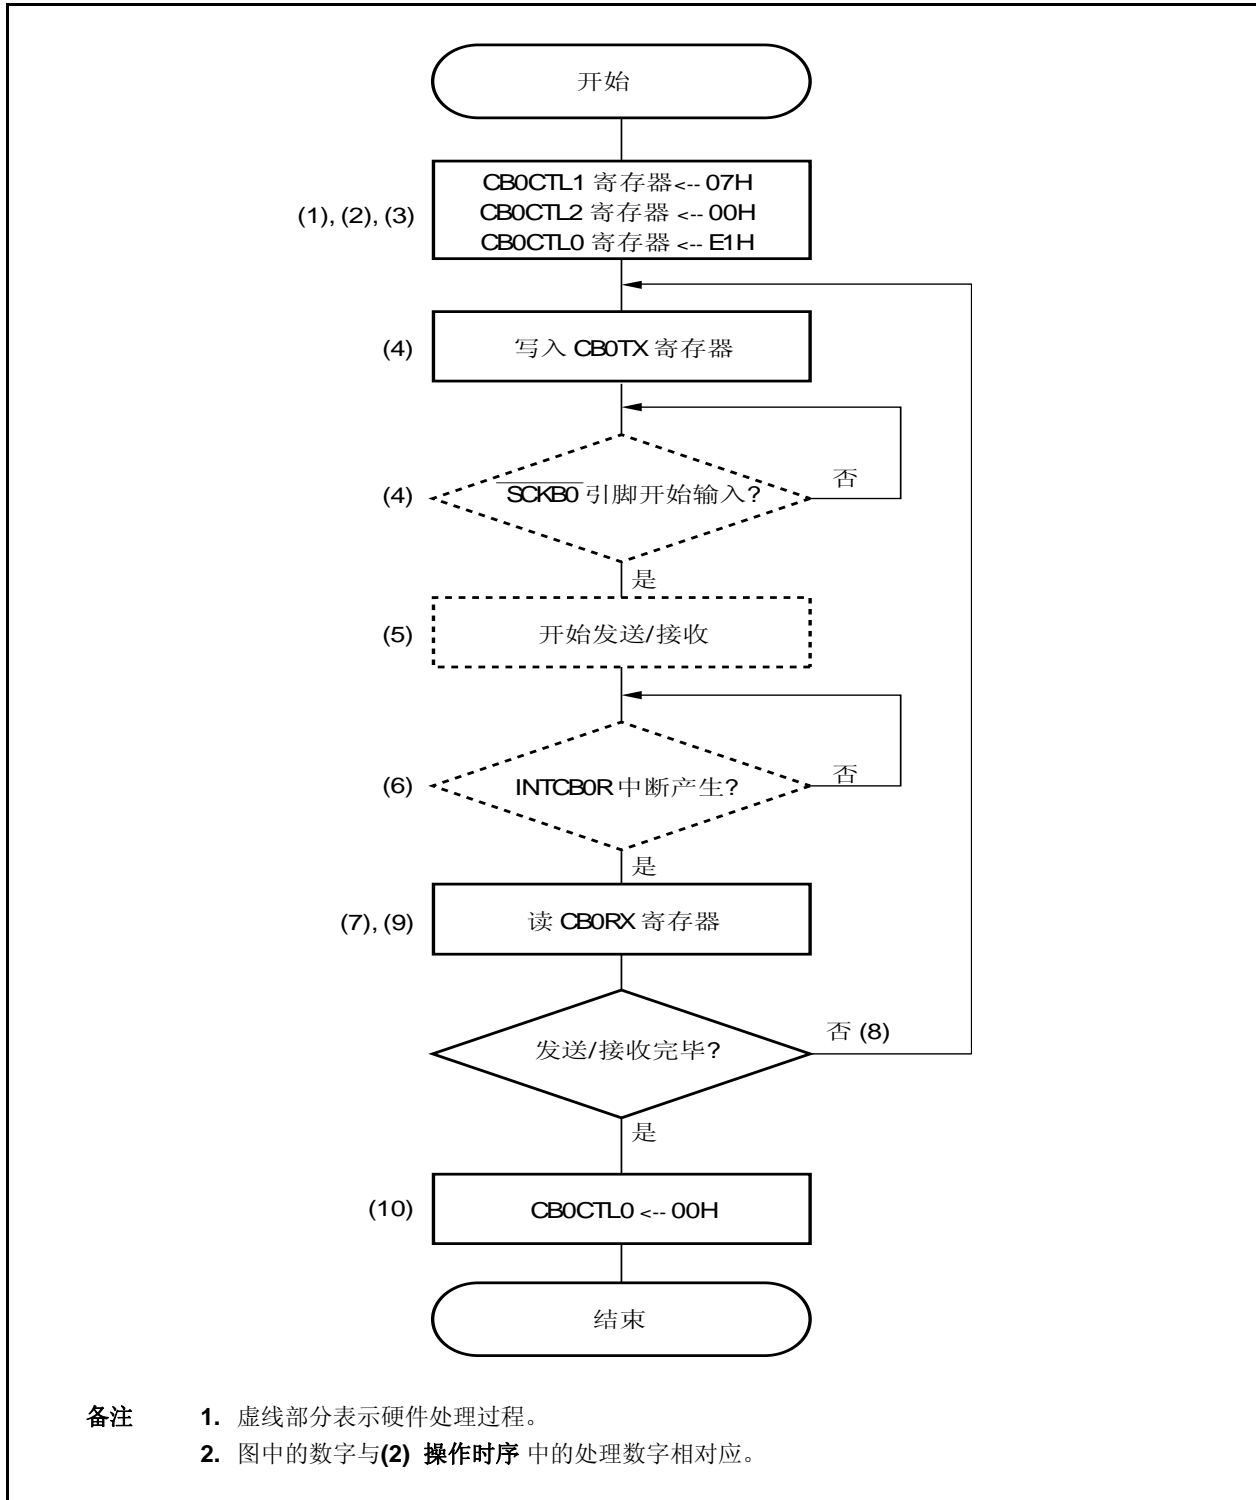 开始
(1), (2), (3)
CB0CTL1 寄存器<-- 07H
CB0CTL2 寄存器 <-- 00H
CB0CTL0 寄存器 <-- E1H
(4)
写入 CB0TX 寄存器
(4)
SCKB0 引脚开始输入?
否
是
(5)
开始发送/接收
(6)
INTCB0R 中断产生?
否
是
(7), (9)
读 CB0RX 寄存器
发送/接收完毕?
否 (8)
是
(10)
CB0CTL0 <-- 00H
结束
备注 1. 虚线部分表示硬件处理过程。
2. 图中的数字与(2) 操作时序 中的处理数字相对应。